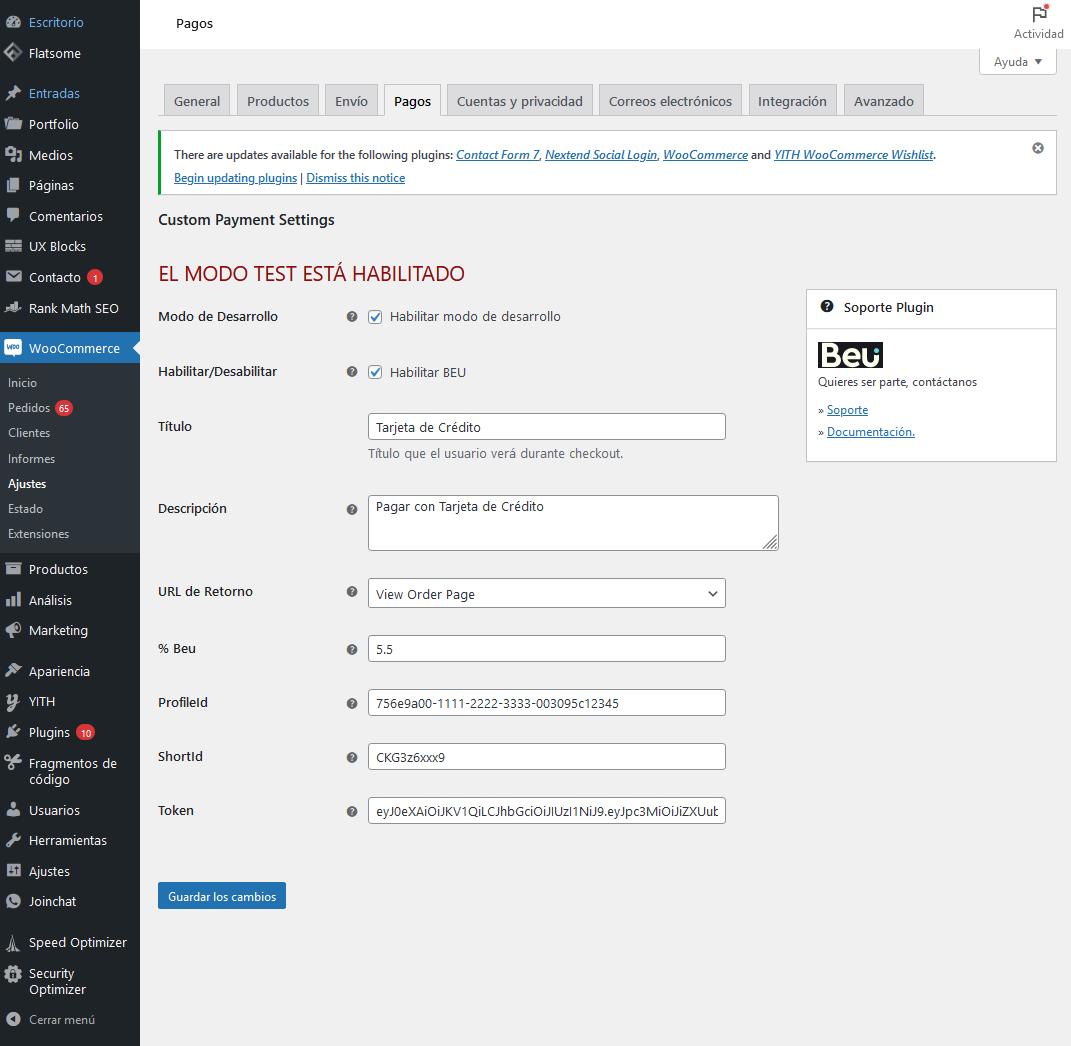 Escritorio
Flatsome
Entradas
Portfolio
Medios
Páginas
Comentarios
UX Blocks
Contacto 1
Rank Math SEO
WooCommerce
Inicio
Pedidos 65
Clientes
Informes
Ajustes
Estado
Extensiones
Productos
Análisis
Marketing
Apariencia
YITH
Plugins 10
Fragmentos de
código
Usuarios
Herramientas
Ajustes
Joinchat
Speed Optimizer
Security
Optimizer
Cerrar menú
Pagos
Actividad
Ayuda
General Productos Envío Pagos Cuentas y privacidad Correos electrónicos Integración Avanzado
There are updates available for the following plugins: Contact Form 7, Nextend Social Login, WooCommerce and YITH WooCommerce Wishlist.
Begin updating plugins | Dismiss this notice
Custom Payment Settings
EL MODO TEST ESTÁ HABILITADO
Modo de Desarrollo Habilitar modo de desarrollo
Habilitar/Desabilitar Habilitar BEU
Título Tarjeta de Crédito
Título que el usuario verá durante checkout.
Descripción Pagar con Tarjeta de Crédito
URL de Retorno View Order Page
% Beu 5.5
ProfileId 756e9a00-1111-2222-3333-003095c12345
ShortId CKG3z6xxx9
Token eyJ0eXAiOiJKV1QiLCJhbGciOiJIUzI1NiJ9.eyJpc3MiOiJiZXUub
Guardar los cambios
Soporte Plugin
Beu
Quieres ser parte, contáctanos
» Soporte
» Documentación.